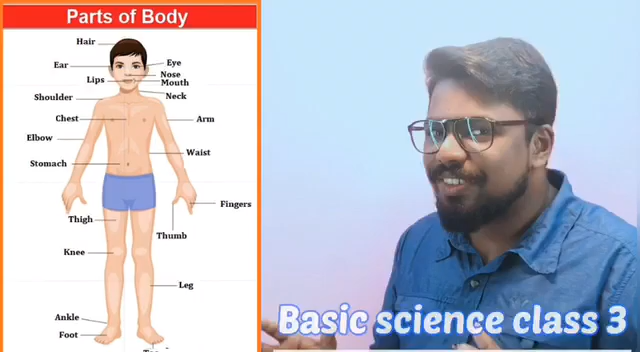 Parts of Body
Hair
Ear
Eye
Nose
Lips
Mouth
Shoulder
Neck
Chest
Arm
Elbow
Waist
Stomach
Fingers
Thigh
Thumb
Knee
Leg
Ankle
Foot
Basic science class 3